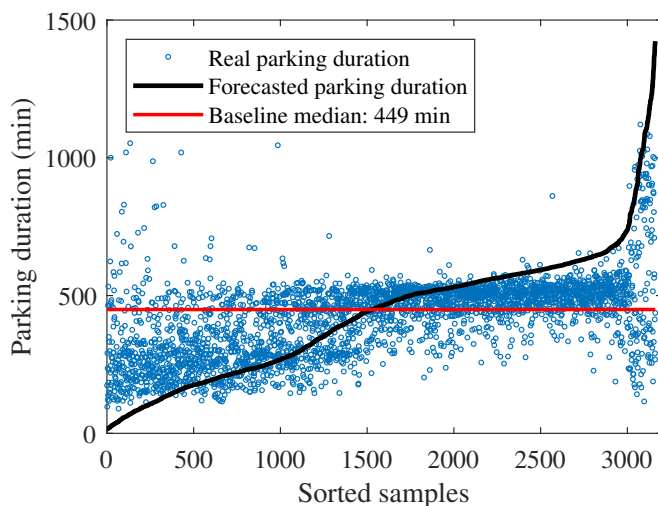 1500
1000
500
0
Parking duration (min)
Real parking duration
Forecasted parking duration
Baseline median: 449 min
0 500 1000 1500 2000 2500 3000
Sorted samples